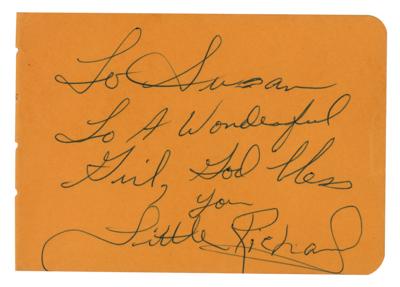 To Susan
To A Wonderful
Girl, God bless
you
Little Richard